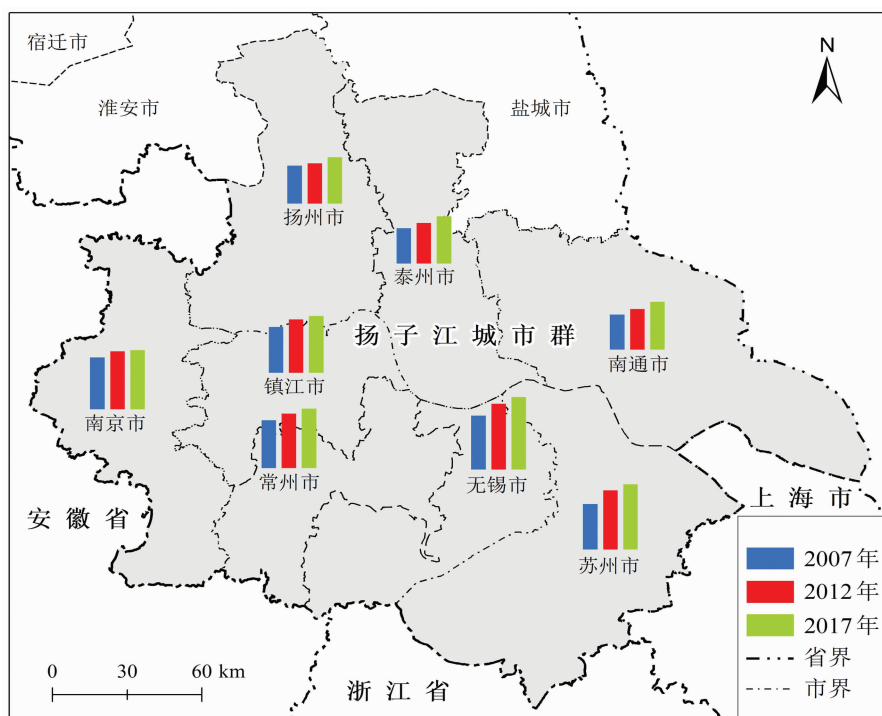 宿迁市
N
淮安市
盐城市
扬州市
泰州市
扬子江城市群
南通市
镇江市
南京市
常州市
无锡市
安徽省
上海市
苏州市
2007年
2012年
2017年
省界
市界
0 30 60 km
浙江省